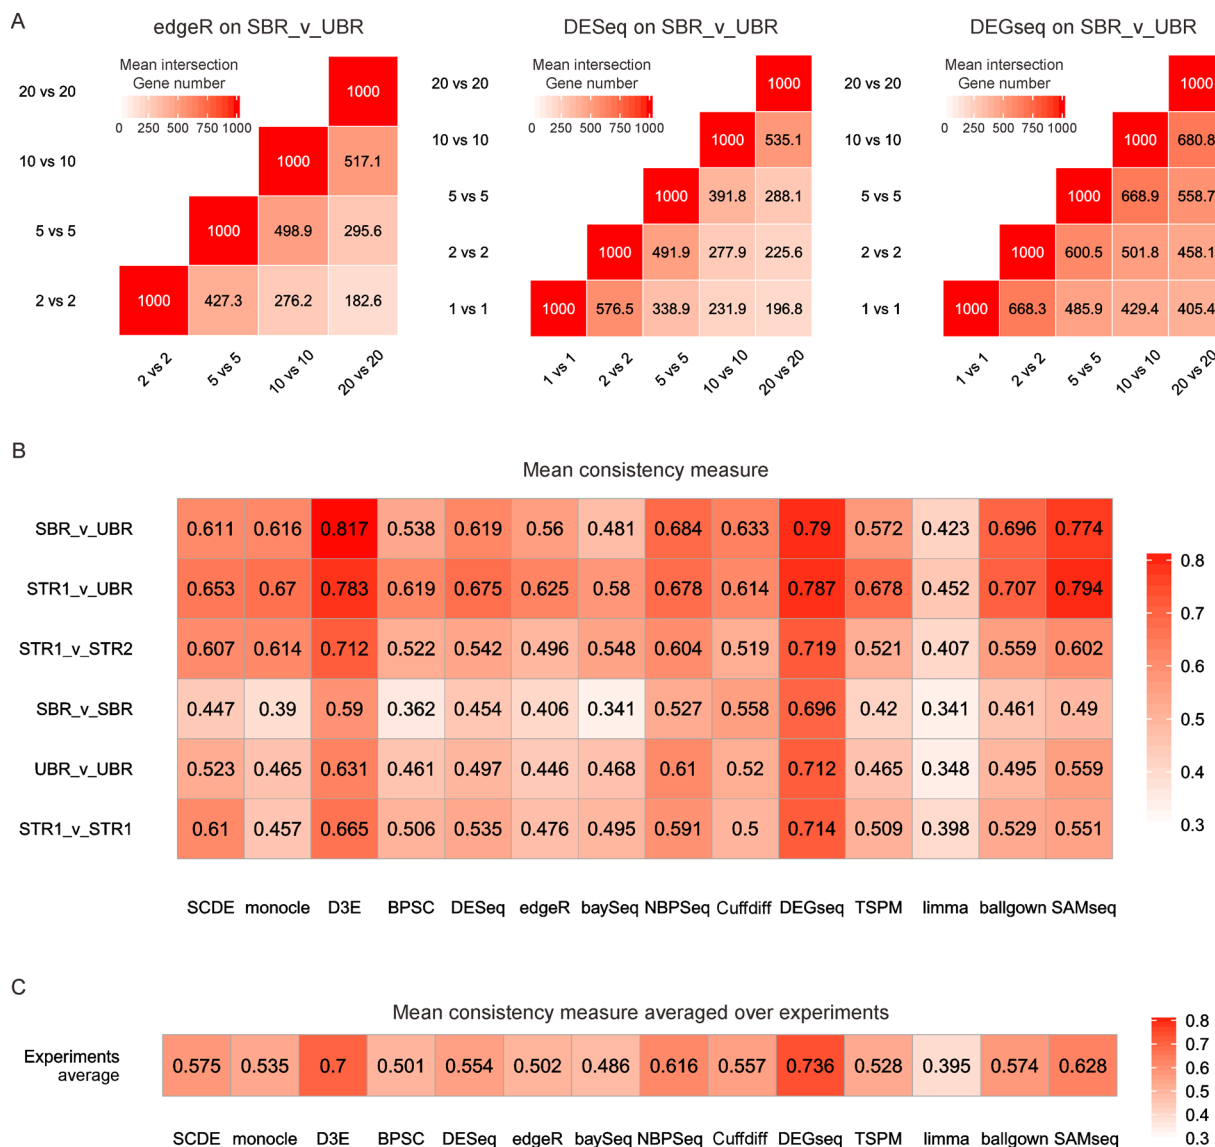 A
edgeR on SBR_v_UBR
Mean intersection
Gene number
0 250 500 750 1000
20 vs 20 1000
10 vs 10 1000 517.1
5 vs 5 1000 498.9 295.6
2 vs 2 1000 427.3 276.2 182.6
2 vs 2 5 vs 5 10 vs 10 20 vs 20
DESeq on SBR_v_UBR
Mean intersection
Gene number
0 250 500 750 1000
20 vs 20 1000
10 vs 10 1000 535.1
5 vs 5 1000 391.8 288.1
2 vs 2 1000 491.9 277.9 225.6
1 vs 1 1000 576.5 338.9 231.9 196.8
1 vs 1 2 vs 2 5 vs 5 10 vs 10 20 vs 20
DEGseq on SBR_v_UBR
Mean intersection
Gene number
0 250 500 750 1000
20 vs 20 1000
10 vs 10 1000 680.8
5 vs 5 1000 668.9 558.7
2 vs 2 1000 600.5 501.8 458.1
1 vs 1 1000 668.3 485.9 429.4 405.4
1 vs 1 2 vs 2 5 vs 5 10 vs 10 20 vs 20
B
Mean consistency measure
SBR_v_UBR 0.611 0.616 0.817 0.538 0.619 0.56 0.481 0.684 0.633 0.79 0.572 0.423 0.696 0.774
STR1_v_UBR 0.653 0.67 0.783 0.619 0.675 0.625 0.58 0.678 0.614 0.787 0.678 0.452 0.707 0.794
STR1_v_STR2 0.607 0.614 0.712 0.522 0.542 0.496 0.548 0.604 0.519 0.719 0.521 0.407 0.559 0.602
SBR_v_SBR 0.447 0.39 0.59 0.362 0.454 0.406 0.341 0.527 0.558 0.696 0.42 0.341 0.461 0.49
UBR_v_UBR 0.523 0.465 0.631 0.461 0.497 0.446 0.468 0.61 0.52 0.712 0.465 0.348 0.495 0.559
STR1_v_STR1 0.61 0.457 0.665 0.506 0.535 0.476 0.495 0.591 0.5 0.714 0.509 0.398 0.529 0.551
SCDE monocle D3E BPSC DESeq edgeR baySeq NBPSeq Cuffdiff DEGseq TSPM limma ballgown SAMseq
0.8
0.7
0.6
0.5
0.4
0.3
C
Mean consistency measure averaged over experiments
Experiments
average
0.575 0.535 0.7 0.501 0.554 0.502 0.486 0.616 0.557 0.736 0.528 0.395 0.574 0.628
SCDE monocle D3E BPSC DESeq edgeR baySeq NBPSeq Cuffdiff DEGseq TSPM limma ballgown SAMseq
0.8
0.7
0.6
0.5
0.4
0.3